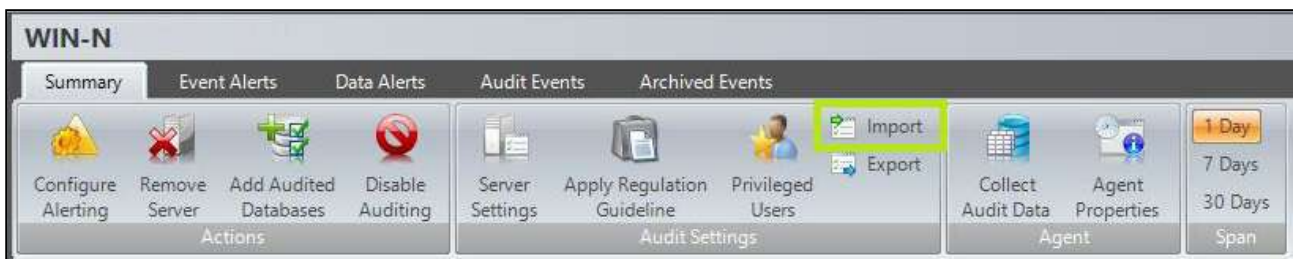 WIN-N
Summary Event Alerts Data Alerts Audit Events Archived Events
Import
Export
Configure Alerting
Remove Server
Add Audited Databases
Disable Auditing
Actions
Server Settings
Apply Regulation Guideline
Privileged Users
Audit Settings
Collect Audit Data
Agent Properties
Agent
1 Day
7 Days
30 Days
Span